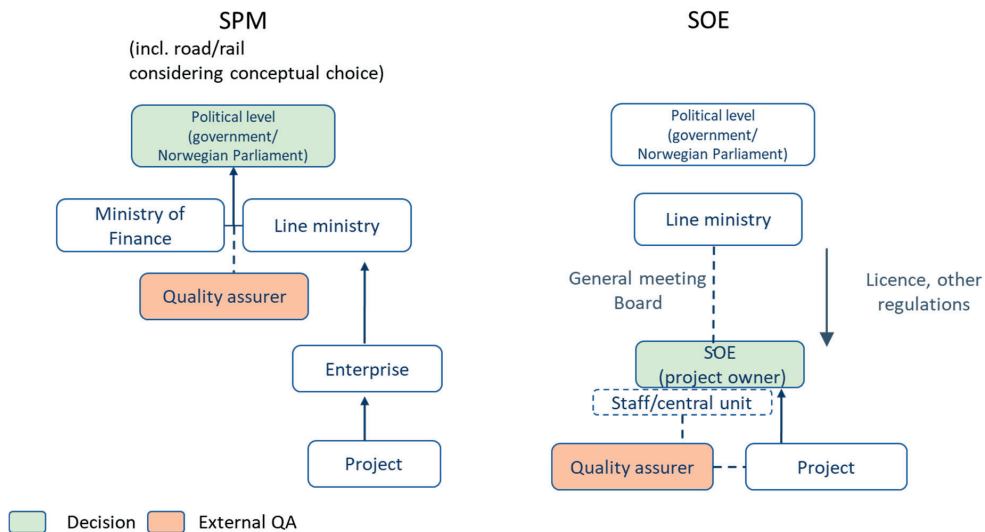 SPM
(incl. road/rail
considering conceptual choice)
Political level
(government/
Norwegian Parliament)
Ministry of
Finance
Line ministry
Quality assurer
Enterprise
Project
SOE
Political level
(government/
Norwegian Parliament)
Line ministry
General meeting
Board
Licence, other
regulations
SOE
(project owner)
Staff/central unit
Quality assurer
Project
Decision
External QA